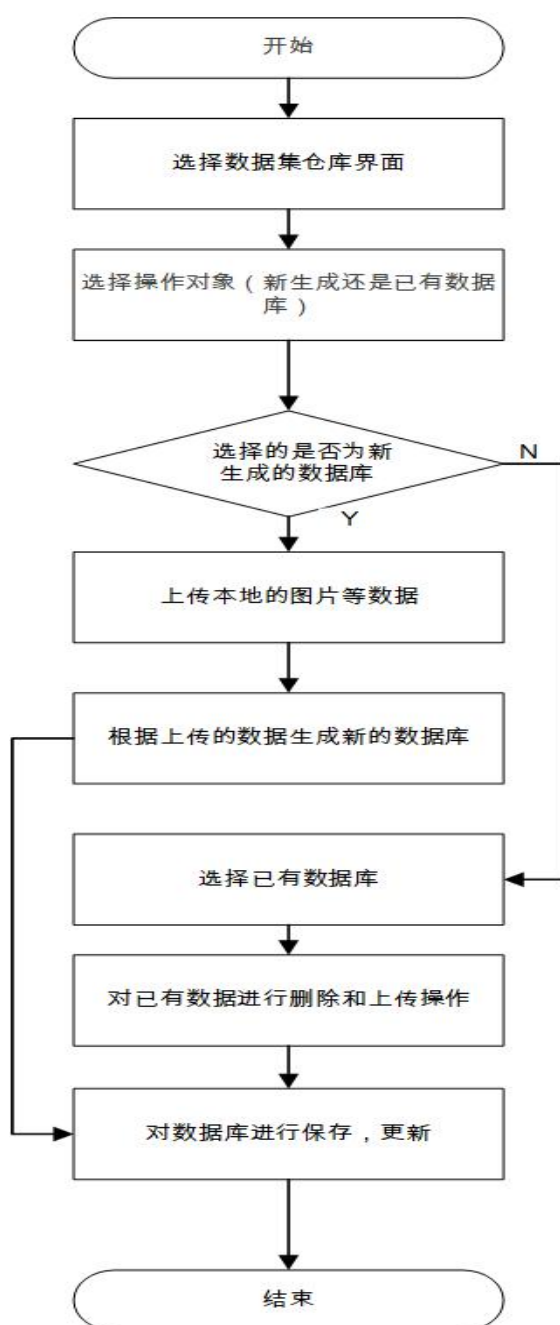 开始
选择数据集仓库界面
选择操作对象（新生成还是已有数据
库）
选择的是否为新
生成的数据库
N
Y
上传本地的图片等数据
根据上传的数据生成新的数据库
选择已有数据库
对已有数据进行删除和上传操作
对数据库进行保存，更新
结束